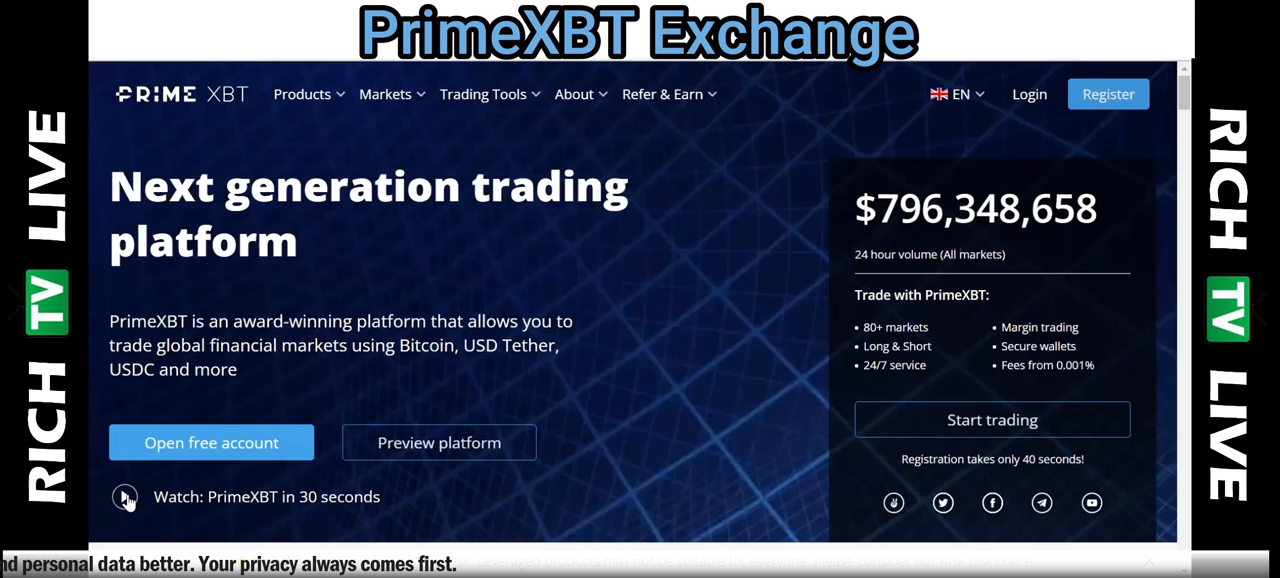 PrimeXBT Exchange
PRIME XBT
Products
Markets
Trading Tools
About
Refer & Earn
EN
Login
Register
Next generation trading
platform
PrimeXBT is an award-winning platform that allows you to
trade global financial markets using Bitcoin, USD Tether,
USDC and more
Open free account
Preview platform
Watch: PrimeXBT in 30 seconds
$796,348,658
24 hour volume (All markets)
Trade with PrimeXBT:
• 80+ markets
• Long & Short
• 24/7 service
• Margin trading
• Secure wallets
• Fees from 0.001%
Start trading
Registration takes only 40 seconds!
RICH TV LIVE
RICH TV LIVE
nd personal data better. Your privacy always comes first.